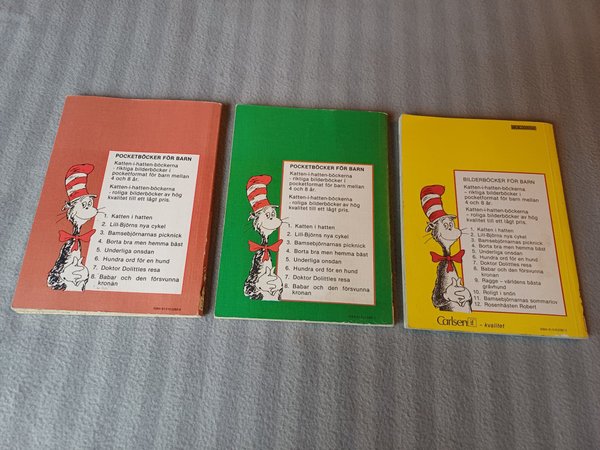 POCKETBÖCKER FÖR BARN
Katten-i-hatten-böckerna
- riktiga bilderböcker i
pocketformat för barn mellan
4 och 8 år.
Katten-i-hatten-böckerna
- roliga bilderböcker av hög
kvalitet till ett lågt pris.
1. Katten i hatten
2. Lill-Björns nya cykel
3. Bamsebjörnarnas picknick
4. Borta bra men hemma bäst
5. Underliga onsdan
6. Hundra ord för en hund
7. Doktor Dolittles resa
8. Babar och den försvunna
kronan
POCKETBÖCKER FÖR BARN
Katten-i-hatten-böckerna
- riktiga bilderböcker i
pocketformat för barn mellan
4 och 8 år.
Katten-i-hatten-böckerna
- roliga bilderböcker av hög
kvalitet till ett lågt pris.
1. Katten i hatten
2. Lill-Björns nya cykel
3. Bamsebjörnarnas picknick
4. Borta bra men hemma bäst
5. Underliga onsdan
6. Hundra ord för en hund
7. Doktor Dolittles resa
8. Babar och den försvunna
kronan
BILDERBÖCKER FÖR BARN
Katten-i-hatten-böckerna
- riktiga bilderböcker i
pocketformat för barn mellan
4 och 8 år.
Katten-i-hatten-böckerna
- roliga bilderböcker av hög
kvalitet till ett lågt pris.
1. Katten i hatten
2. Lill-Björns nya cykel
3. Bamsebjörnarnas picknick
4. Borta bra men hemma bäst
5. Underliga onsdan
6. Hundra ord för en hund
7. Doktor Dolittles resa
8. Babar och den försvunna
kronan
9. Ragge - världens bästa
grävhund
10. Roligt i snön
11. Bamsebjörnarnas sommarlov
12. Rosenhästen Robert
Carlsen if - kvalitet